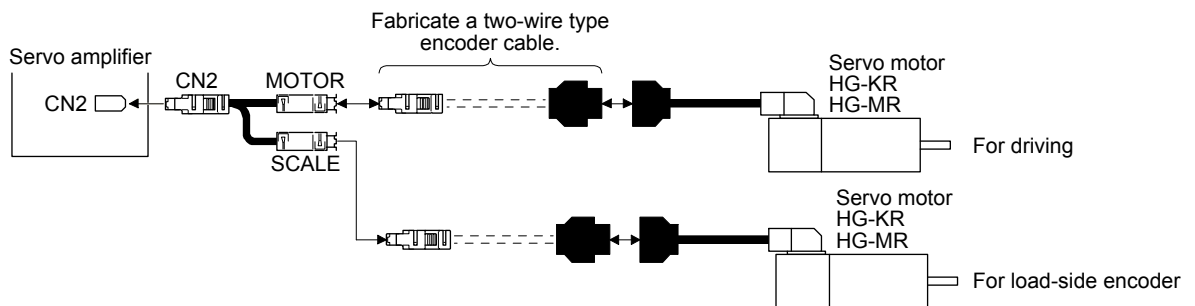 Fabricate a two-wire type
encoder cable.
Servo amplifier
CN2
CN2
MOTOR
SCALE
Servo motor
HG-KR
HG-MR
For driving
Servo motor
HG-KR
HG-MR
For load-side encoder